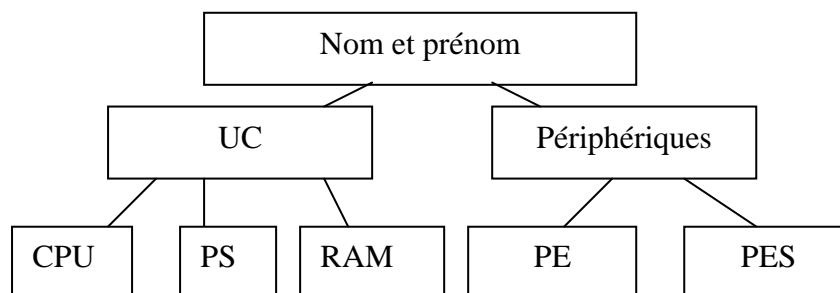 Nom et prénom
UC
Périphériques
CPU
PS
RAM
PE
PES